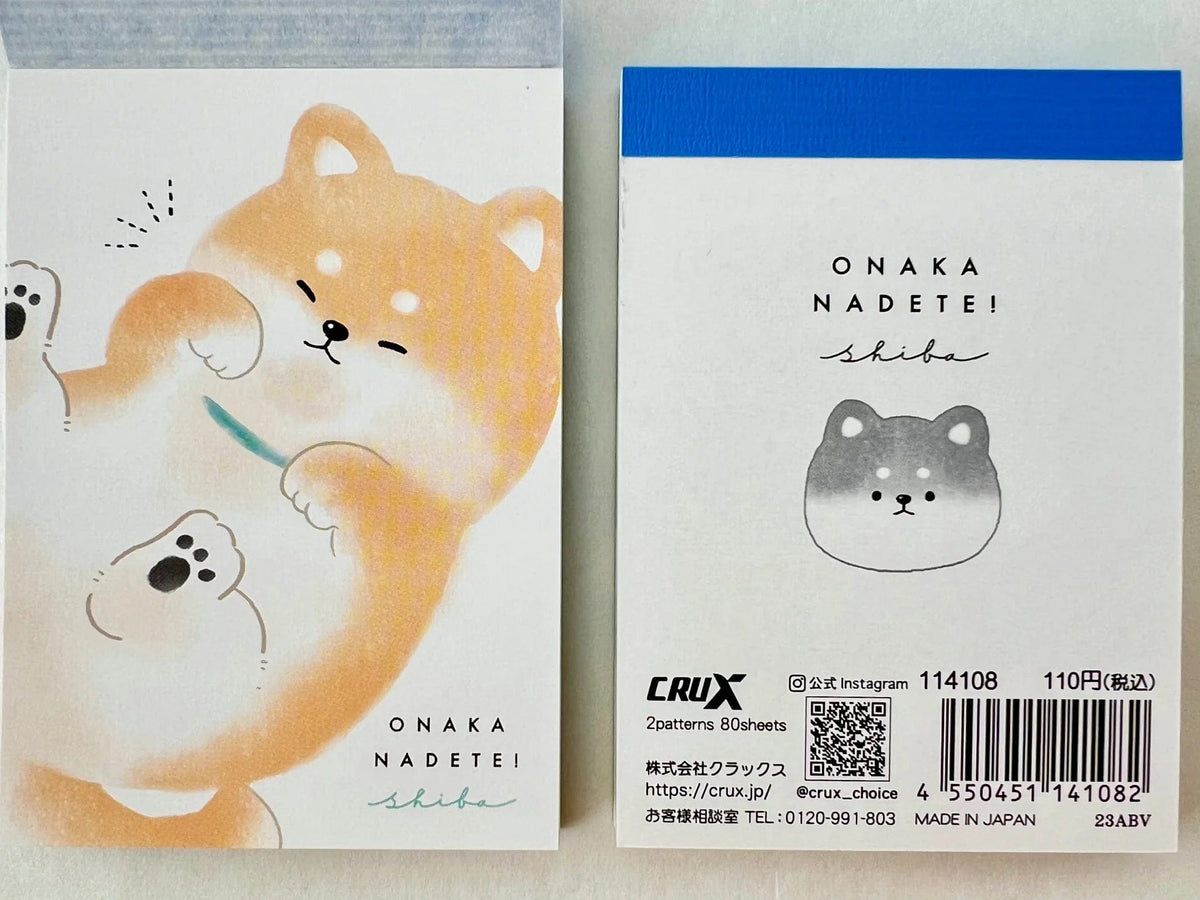 ONAKA
NADETE!
shiba
ONAKA
NADETE!
shiba
CRUX
公式 Instagram 114108 110円(税込)
2patterns 80sheets
株式会社クラックス
https://crux.jp/ @crux_choice 4 550451 141082
お客様相談室 TEL:0120-991-803 MADE IN JAPAN 23ABV